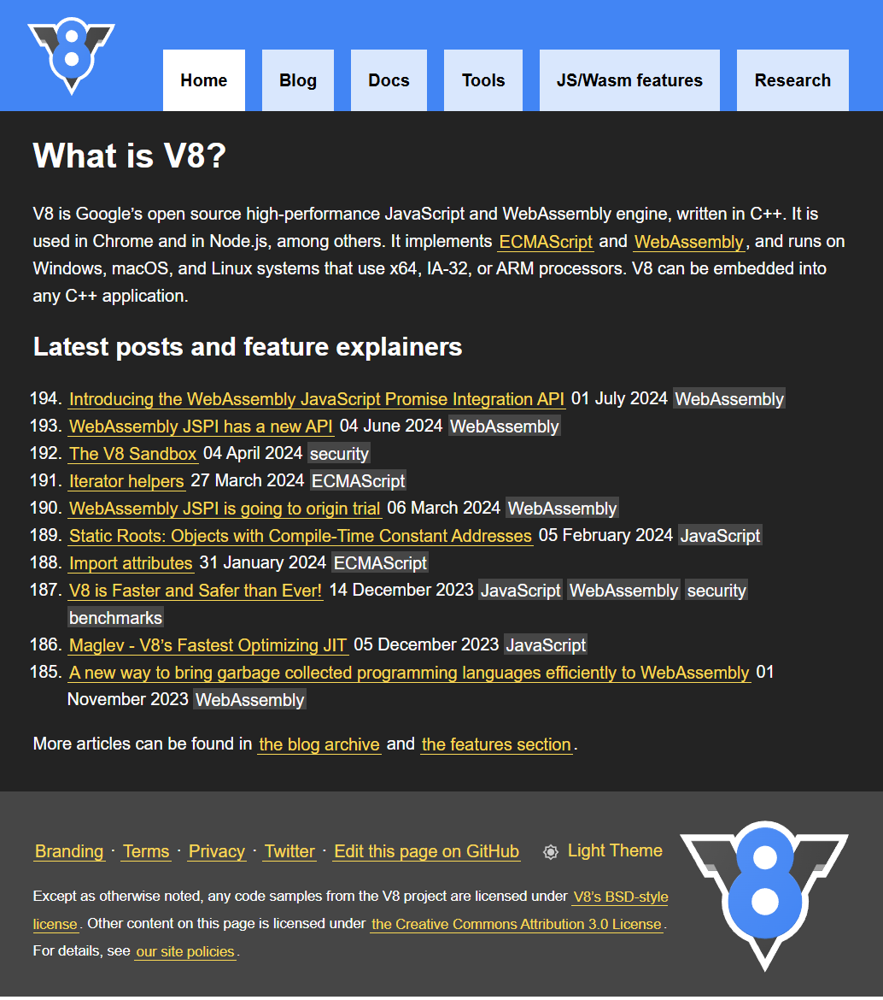 Home Blog Docs Tools JS/Wasm features Research
What is V8?
V8 is Google’s open source high-performance JavaScript and WebAssembly engine, written in C++. It is
used in Chrome and in Node.js, among others. It implements ECMAScript and WebAssembly, and runs on
Windows, macOS, and Linux systems that use x64, IA-32, or ARM processors. V8 can be embedded into
any C++ application.
Latest posts and feature explainers
194. Introducing the WebAssembly JavaScript Promise Integration API 01 July 2024 WebAssembly
193. WebAssembly JSPI has a new API 04 June 2024 WebAssembly
192. The V8 Sandbox 04 April 2024 security
191. Iterator helpers 27 March 2024 ECMAScript
190. WebAssembly JSPI is going to origin trial 06 March 2024 WebAssembly
189. Static Roots: Objects with Compile-Time Constant Addresses 05 February 2024 JavaScript
188. Import attributes 31 January 2024 ECMAScript
187. V8 is Faster and Safer than Ever! 14 December 2023 JavaScript WebAssembly security
benchmarks
186. Maglev - V8’s Fastest Optimizing JIT 05 December 2023 JavaScript
185. A new way to bring garbage collected programming languages efficiently to WebAssembly 01
November 2023 WebAssembly
More articles can be found in the blog archive and the features section.
Branding · Terms · Privacy · Twitter · Edit this page on GitHub Light Theme
Except as otherwise noted, any code samples from the V8 project are licensed under V8’s BSD-style
license. Other content on this page is licensed under the Creative Commons Attribution 3.0 License.
For details, see our site policies.